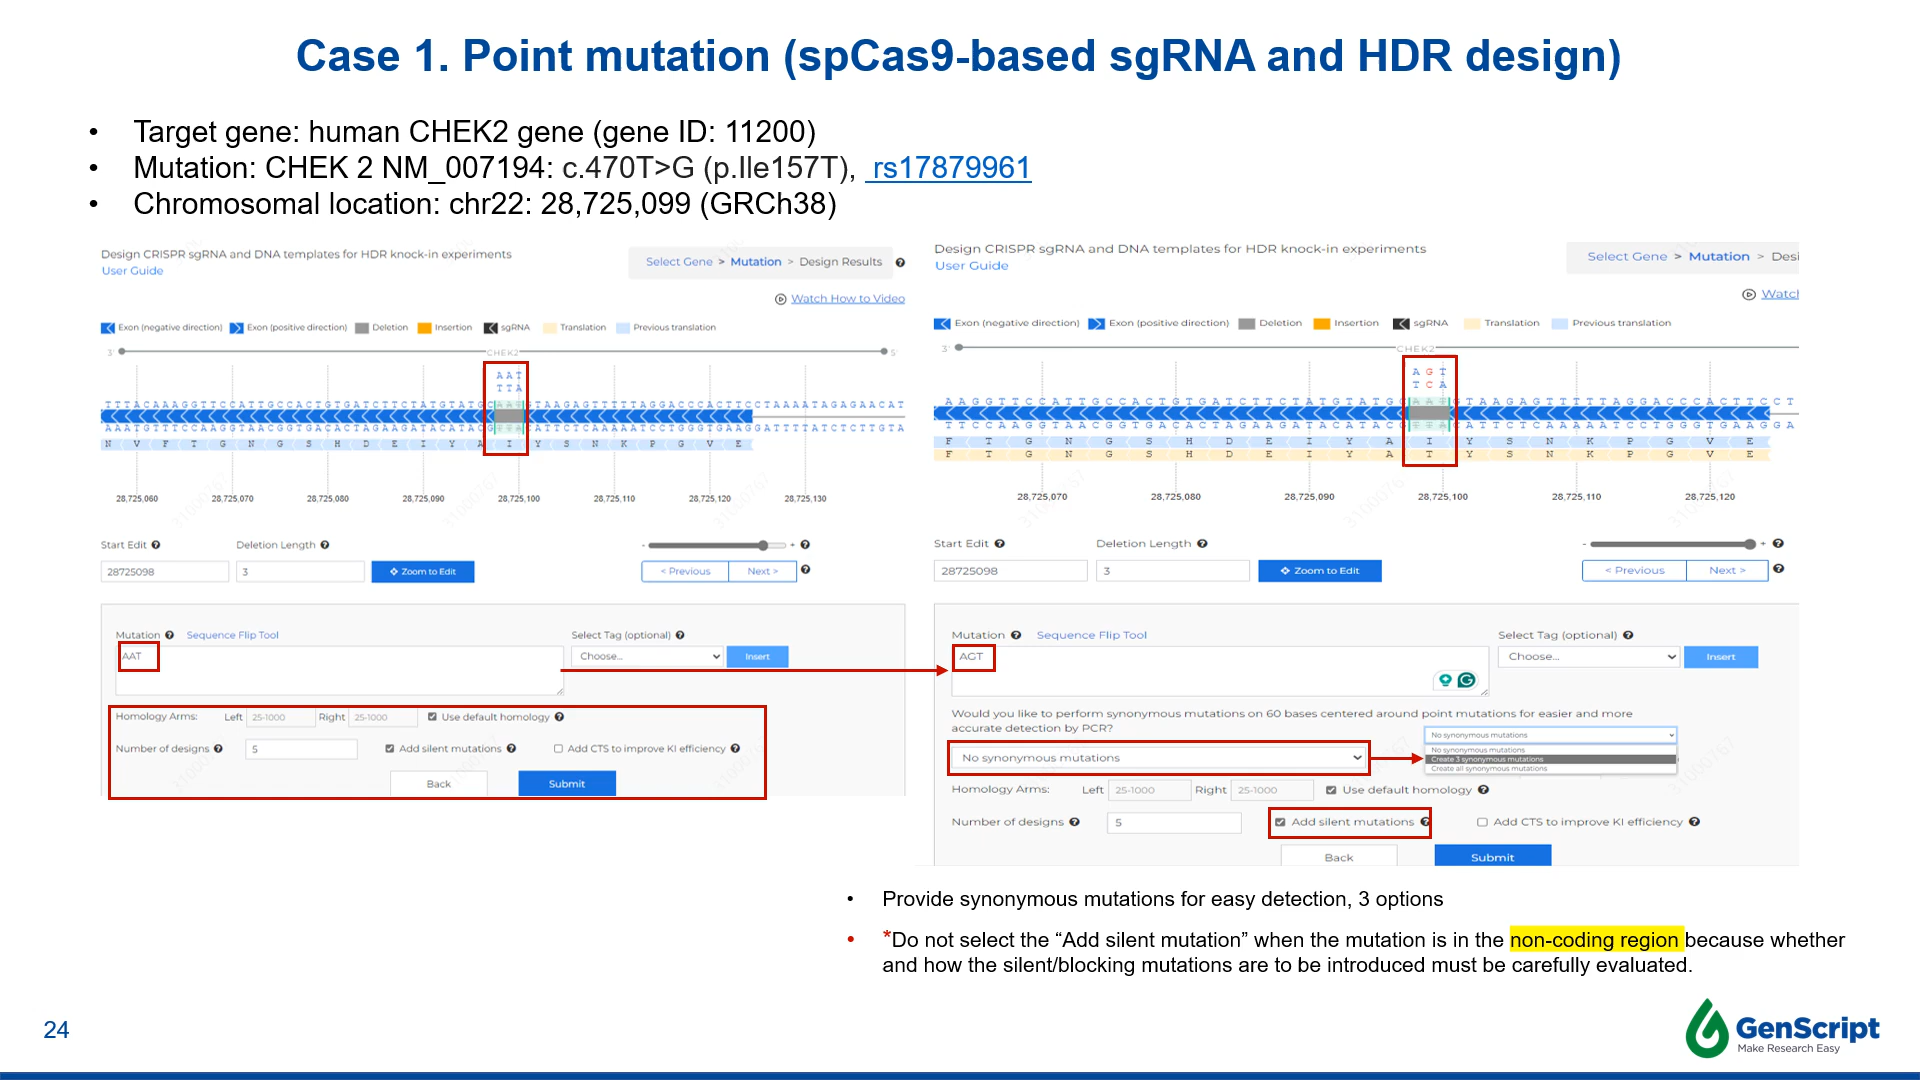 Case 1. Point mutation (spCas9-based sgRNA and HDR design)
• Target gene: human CHEK2 gene (gene ID: 11200)
• Mutation: CHEK 2 NM_007194: c.470T>G (p.Ile157T), rs17879961
• Chromosomal location: chr22: 28,725,099 (GRCh38)
Design CRISPR sgRNA and DNA templates for HDR knock-in experiments
User Guide
Select Gene > Mutation > Design Results
Watch How to Video
Exon (negative direction) Exon (positive direction) Deletion Insertion sgRNA Translation Previous translation
3' CHEK2 5'
A A T
T T A
N V F T G N G S H D E I Y A I Y S N K P G V E
28,725,060 28,725,070 28,725,080 28,725,090 28,725,100 28,725,110 28,725,120 28,725,130
Start Edit Deletion Length
28725098 3 Zoom to Edit - + < Previous Next >
Mutation Sequence Flip Tool Select Tag (optional)
AAT Choose... Insert
Homology Arms: Left 25-1000 Right 25-1000 Use default homology
Number of designs 5 Add silent mutations Add CTS to improve KI efficiency
Back Submit
Design CRISPR sgRNA and DNA templates for HDR knock-in experiments
User Guide
Select Gene > Mutation > Desi
Watch
Exon (negative direction) Exon (positive direction) Deletion Insertion sgRNA Translation Previous translation
3' CHEK2
A G T
T C A
F T G N G S H D E I Y A I Y S N K P G V E
F T G N G S H D E I Y A T Y S N K P G V E
28,725,070 28,725,080 28,725,090 28,725,100 28,725,110 28,725,120
Start Edit Deletion Length
28725098 3 Zoom to Edit - + < Previous Next >
Mutation Sequence Flip Tool Select Tag (optional)
AGT Choose... Insert
Would you like to perform synonymous mutations on 60 bases centered around point mutations for easier and more
accurate detection by PCR?
No synonymous mutations
No synonymous mutations
No synonymous mutations
Create 3 synonymous mutations
Create all synonymous mutations
Homology Arms: Left 25-1000 Right 25-1000 Use default homology
Number of designs 5 Add silent mutations Add CTS to improve KI efficiency
Back Submit
• Provide synonymous mutations for easy detection, 3 options
• *Do not select the “Add silent mutation” when the mutation is in the non-coding region because whether
and how the silent/blocking mutations are to be introduced must be carefully evaluated.
24
GenScript
Make Research Easy